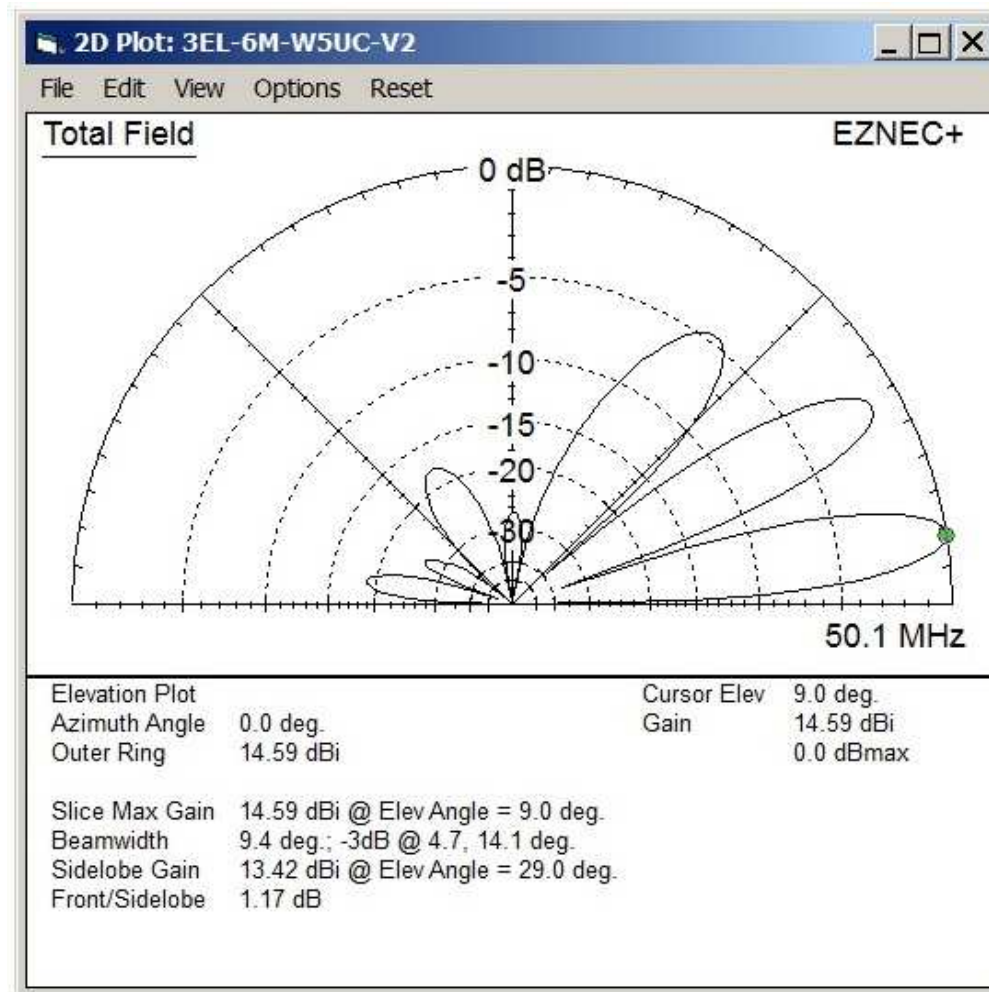 2D Plot: 3EL-6M-W5UC-V2
File Edit View Options Reset
Total Field
EZNEC+
0 dB
-5
-10
-15
-20
-30
50.1 MHz
Elevation Plot
Azimuth Angle 0.0 deg.
Outer Ring 14.59 dBi
Cursor Elev 9.0 deg.
Gain 14.59 dBi
0.0 dBmax
Slice Max Gain 14.59 dBi @ Elev Angle = 9.0 deg.
Beamwidth 9.4 deg.; -3dB @ 4.7, 14.1 deg.
Sidelobe Gain 13.42 dBi @ Elev Angle = 29.0 deg.
Front/Sidelobe 1.17 dB